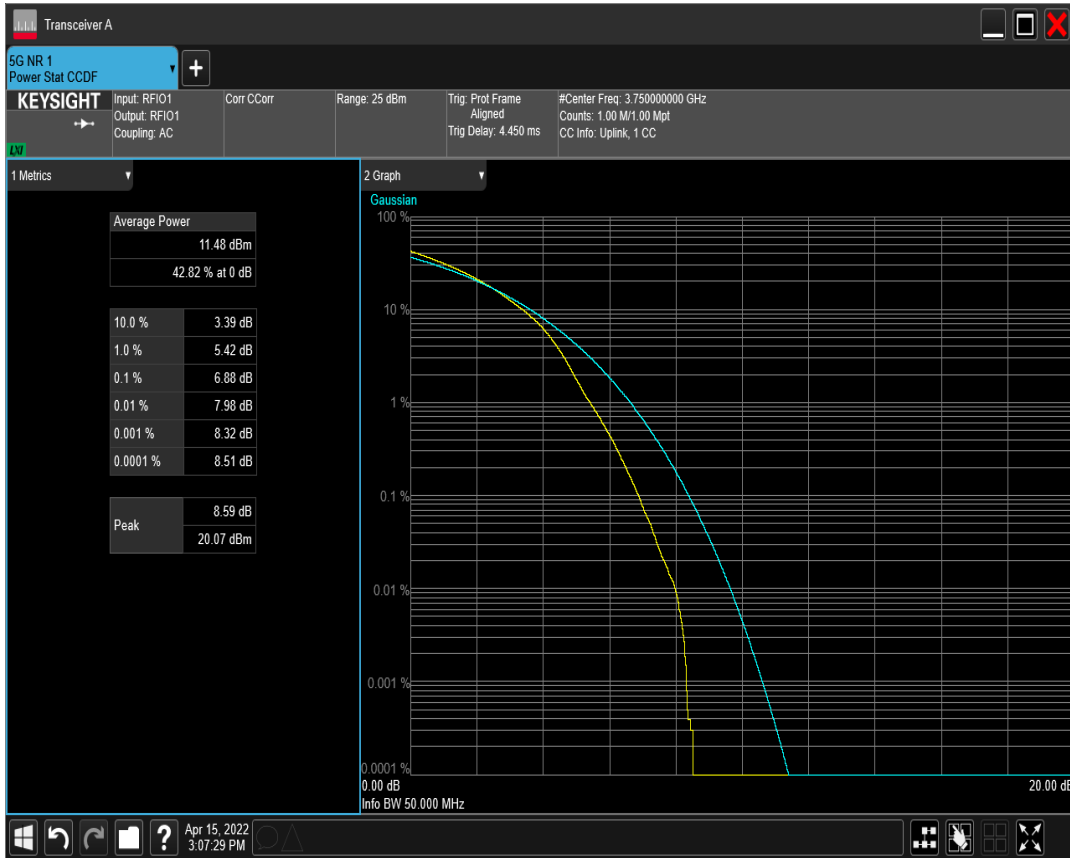 Transceiver A
5G NR 1
Power Stat CCDF
KEYSIGHT
LXI
Input: RFIO1
Output: RFIO1
Coupling: AC
Corr CCorr
Range: 25 dBm
Trig: Prot Frame
Aligned
Trig Delay: 4.450 ms
#Center Freq: 3.750000000 GHz
Counts: 1.00 M/1.00 Mpt
CC Info: Uplink, 1 CC
1 Metrics
Average Power
11.48 dBm
42.82 % at 0 dB
10.0 % 3.39 dB
1.0 % 5.42 dB
0.1 % 6.88 dB
0.01 % 7.98 dB
0.001 % 8.32 dB
0.0001 % 8.51 dB
Peak
8.59 dB
20.07 dBm
2 Graph
Gaussian
100 %
10 %
1 %
0.1 %
0.01 %
0.001 %
0.0001 %
0.00 dB
20.00 dB
Info BW 50.000 MHz
?
Apr 15, 2022
3:07:29 PM